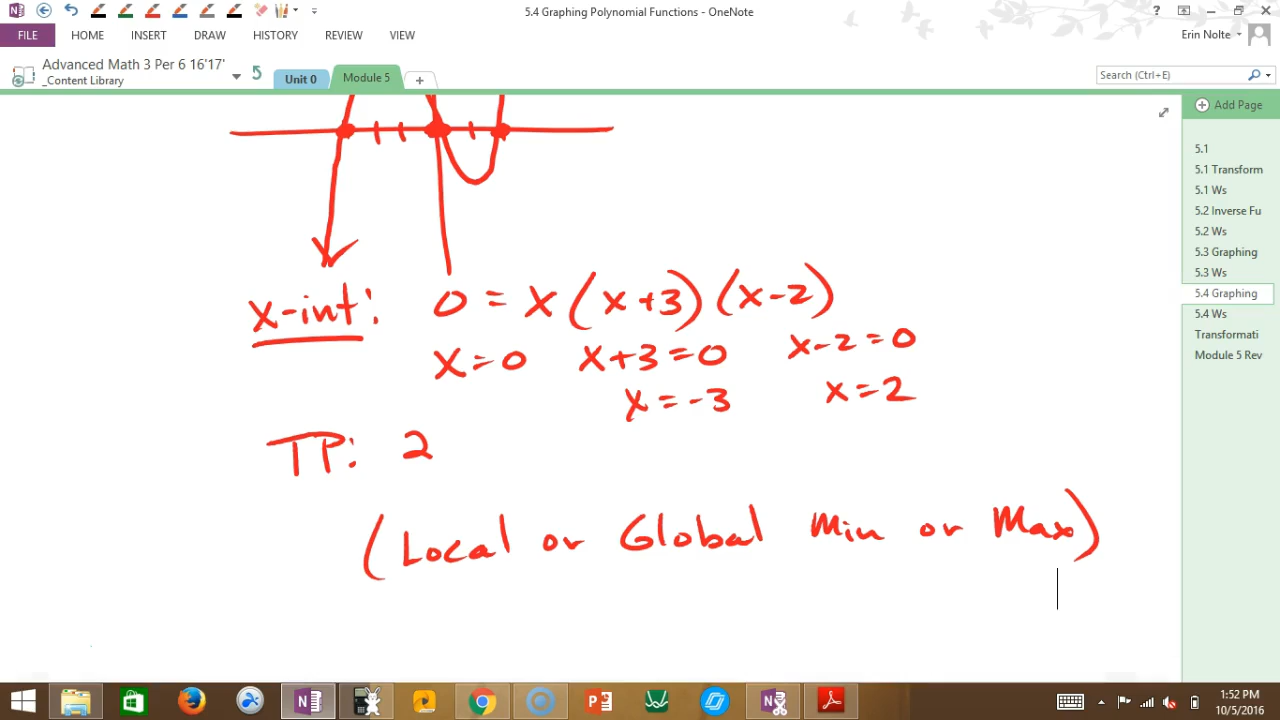 5.4 Graphing Polynomial Functions - OneNote
FILE HOME INSERT DRAW HISTORY REVIEW VIEW
Erin Nolte
Advanced Math 3 Per 6 16'17'
_Content Library
Unit 0
Module 5
Search (Ctrl+E)
Add Page
5.1
5.1 Transform
5.1 Ws
5.2 Inverse Fu
5.2 Ws
5.3 Graphing
5.3 Ws
5.4 Graphing
5.4 Ws
Transformati
Module 5 Rev
x-int: 0 = x(x+3)(x-2)
x=0 x+3=0 x-2=0
x=-3 x=2
TP: 2
(Local or Global Min or Max)
1:52 PM
10/5/2016